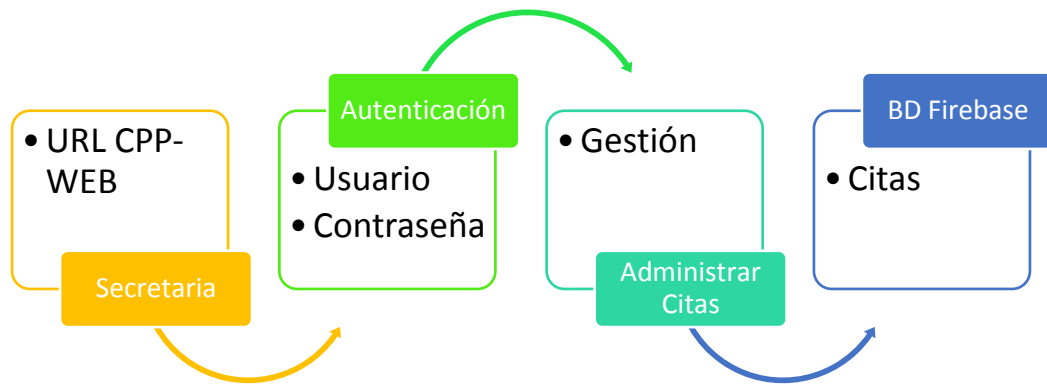 • URL CPP-
WEB
Secretaria
Autenticación
• Usuario
• Contraseña
• Gestión
Administrar
Citas
BD Firebase
• Citas